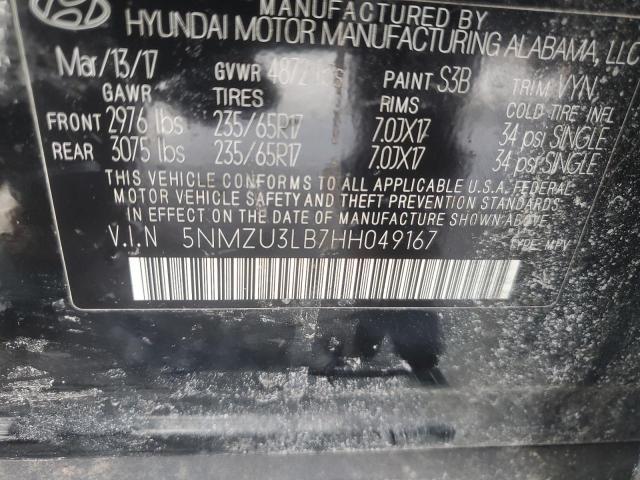 MANUFACTURED BY
HYUNDAI MOTOR MANUFACTURING ALABAMA, LLC
Mar/13/17 GVWR PAINT S3B TRIM VYN
GAWR TIRES RIMS COLD TIRE INFL
FRONT 2976 lbs 235/65R17 7.0JX17 34 psi SINGLE
REAR 3075 lbs 235/65R17 7.0JX17 34 psi SINGLE
THIS VEHICLE CONFORMS TO ALL APPLICABLE U.S.A. FEDERAL
MOTOR VEHICLE SAFETY AND THEFT PREVENTION STANDARDS
IN EFFECT ON THE DATE OF MANUFACTURE SHOWN ABOVE.
V.I.N 5NMZU3LB7HH049167 TYPE: MPV